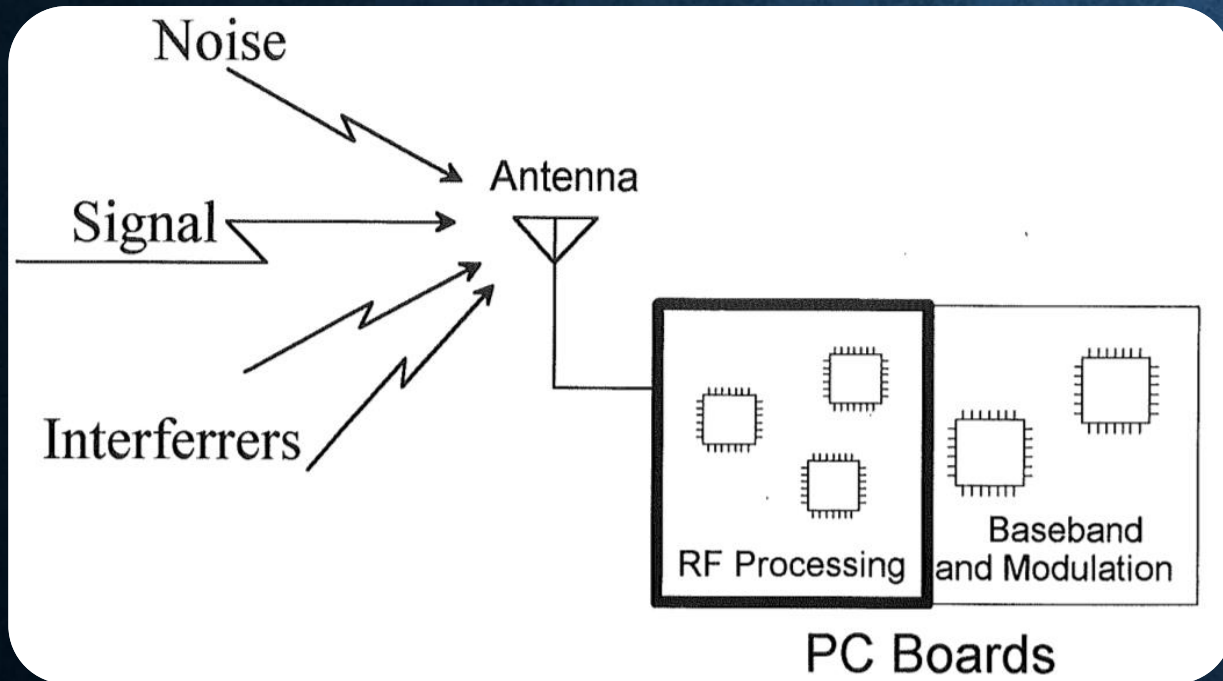 Noise
Antenna
Signal
Interferrers
RF Processing
Baseband
and Modulation
PC Boards